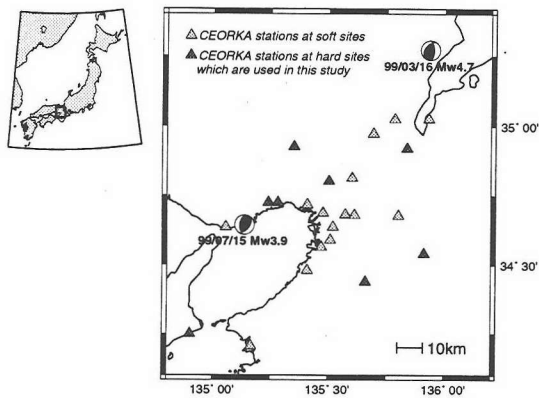 CEORKA stations at soft sites
CEORKA stations at hard sites
which are used in this study
99/03/16 Mw4.7
35° 00'
99/07/15 Mw3.9
34° 30'
10km
135° 00'
135° 30'
136° 00'